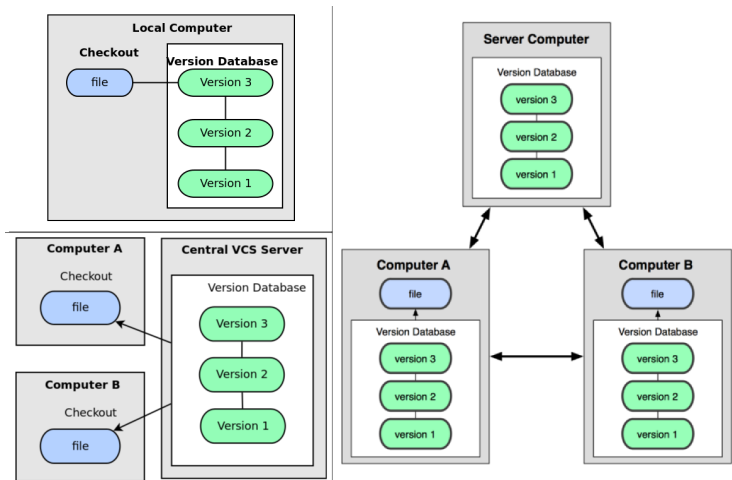 Local Computer
Checkout
Version Database
file
Version 3
Version 2
Version 1
Computer A
Checkout
file
Computer B
Checkout
file
Central VCS Server
Version Database
Version 3
Version 2
Version 1
Server Computer
Version Database
version 3
version 2
version 1
Computer A
file
Version Database
version 3
version 2
version 1
Computer B
file
Version Database
version 3
version 2
version 1